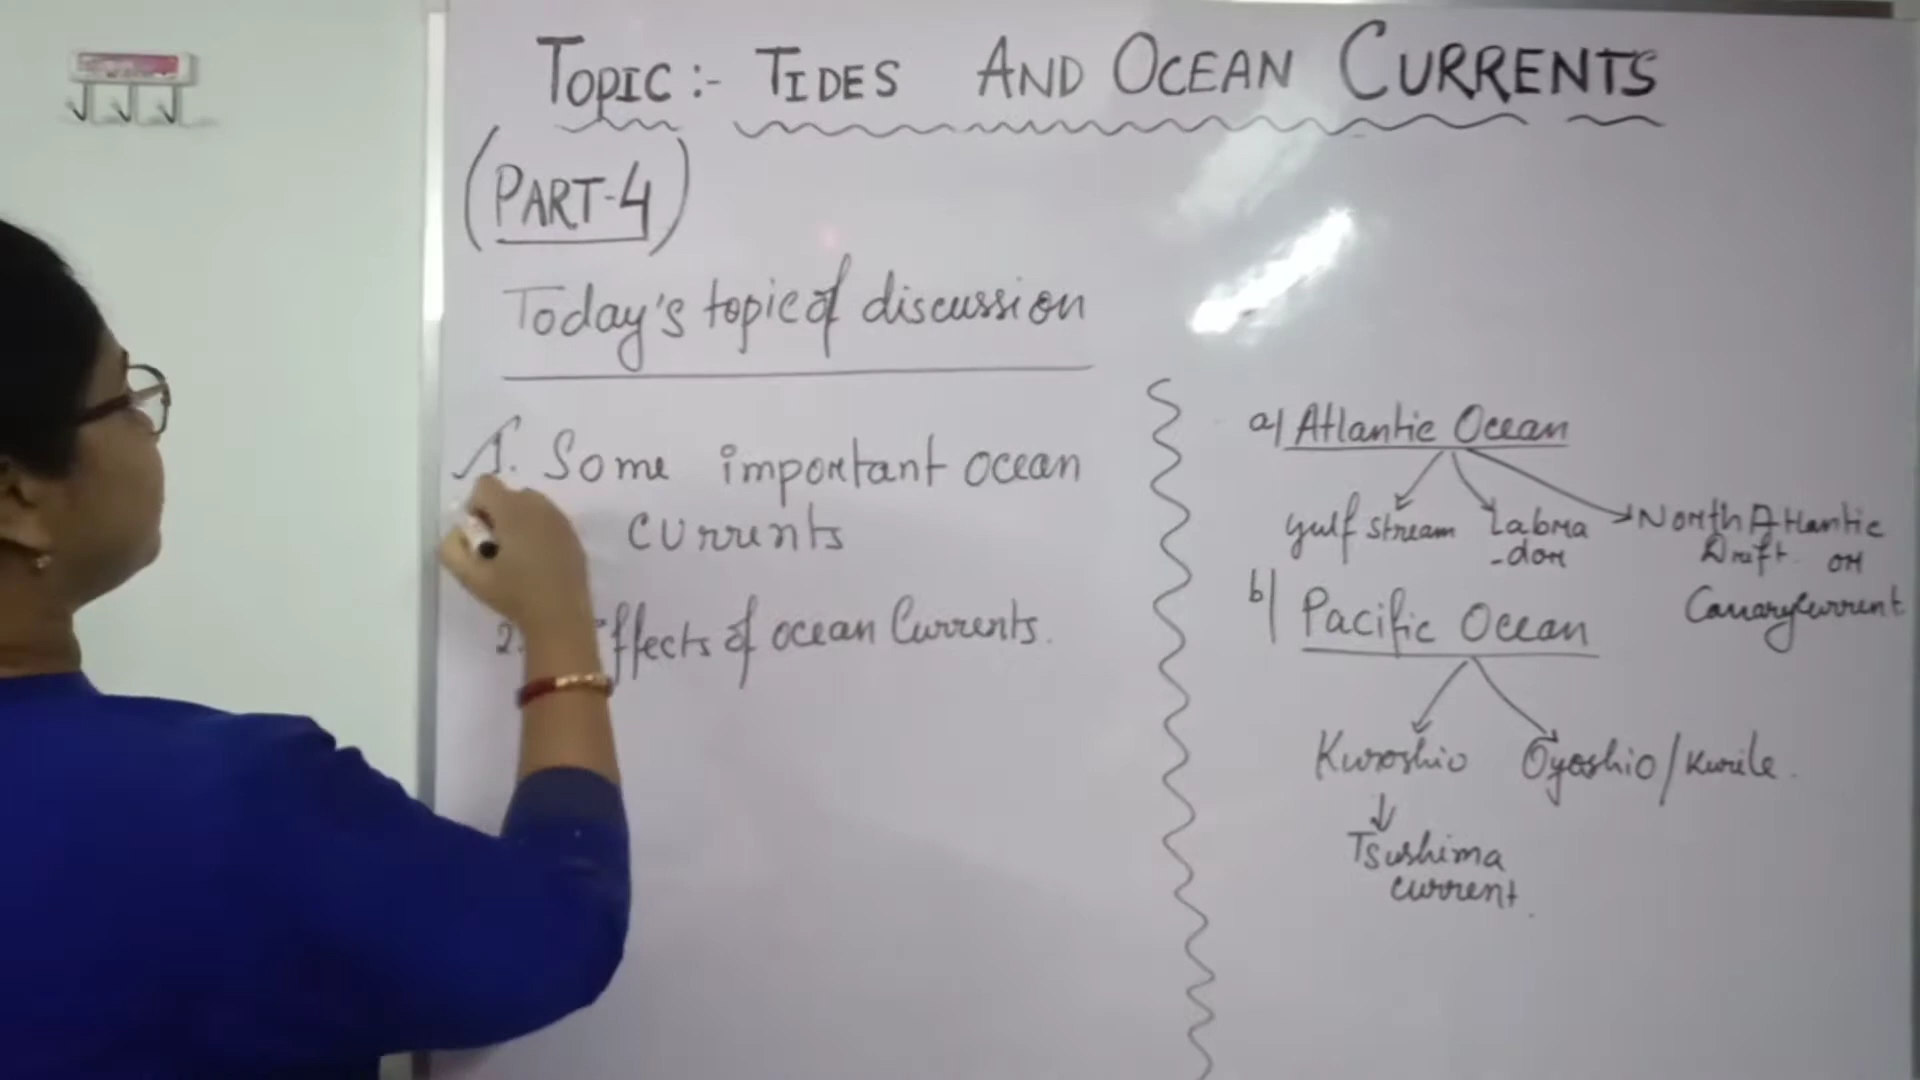 TOPIC:- TIDES AND OCEAN CURRENTS
(PART-4)
Today's topic of discussion
1. Some important ocean
currents
2. Effects of ocean Currents.
a) Atlantic Ocean
Gulf Stream
Labra
-dor
North Atlantic
Drift or
Canary Current
b) Pacific Ocean
Kuroshio
Oyoshio/Kurile.
Tsushima
current.